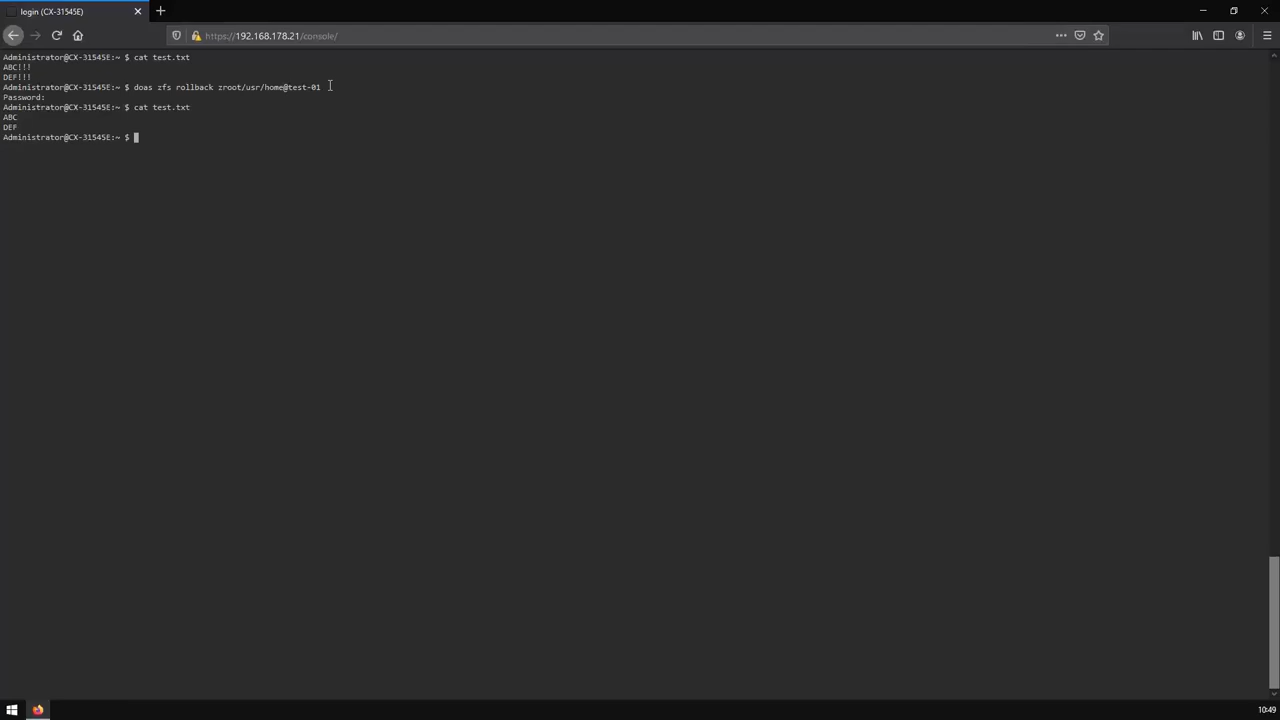 login (CX-31545E)
https://192.168.178.21/console/
Administrator@CX-31545E:~ $ cat test.txt
ABC!!!
DEF!!!
Administrator@CX-31545E:~ $ doas zfs rollback zroot/usr/home@test-01
Password:
Administrator@CX-31545E:~ $ cat test.txt
ABC
DEF
Administrator@CX-31545E:~ $
10:49